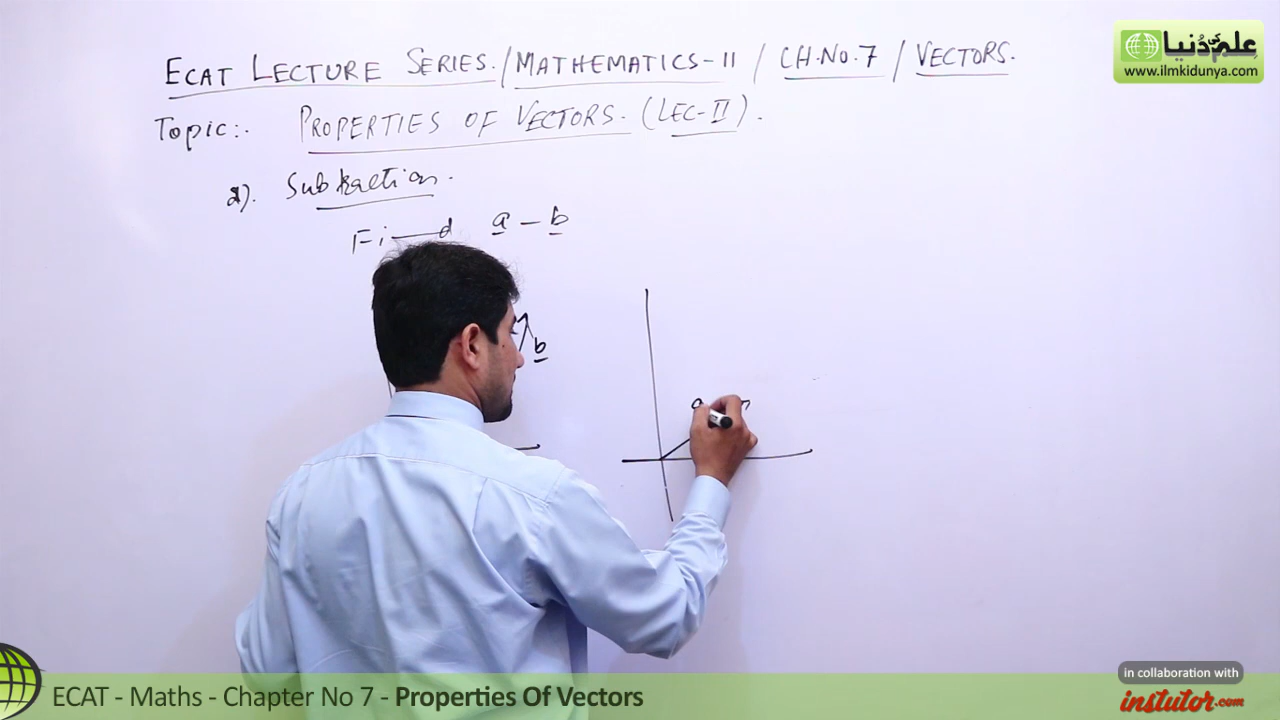 ECAT LECTURE SERIES. / MATHEMATICS-II / CH.No.7 / VECTORS.
علم کی دنیا
www.ilmkidunya.com
Topic:. PROPERTIES OF VECTORS. (LEC-II).
2). Subtraction.
Fi—d a - b
b
a
in collaboration with
instutor.com
ECAT - Maths - Chapter No 7 - Properties Of Vectors